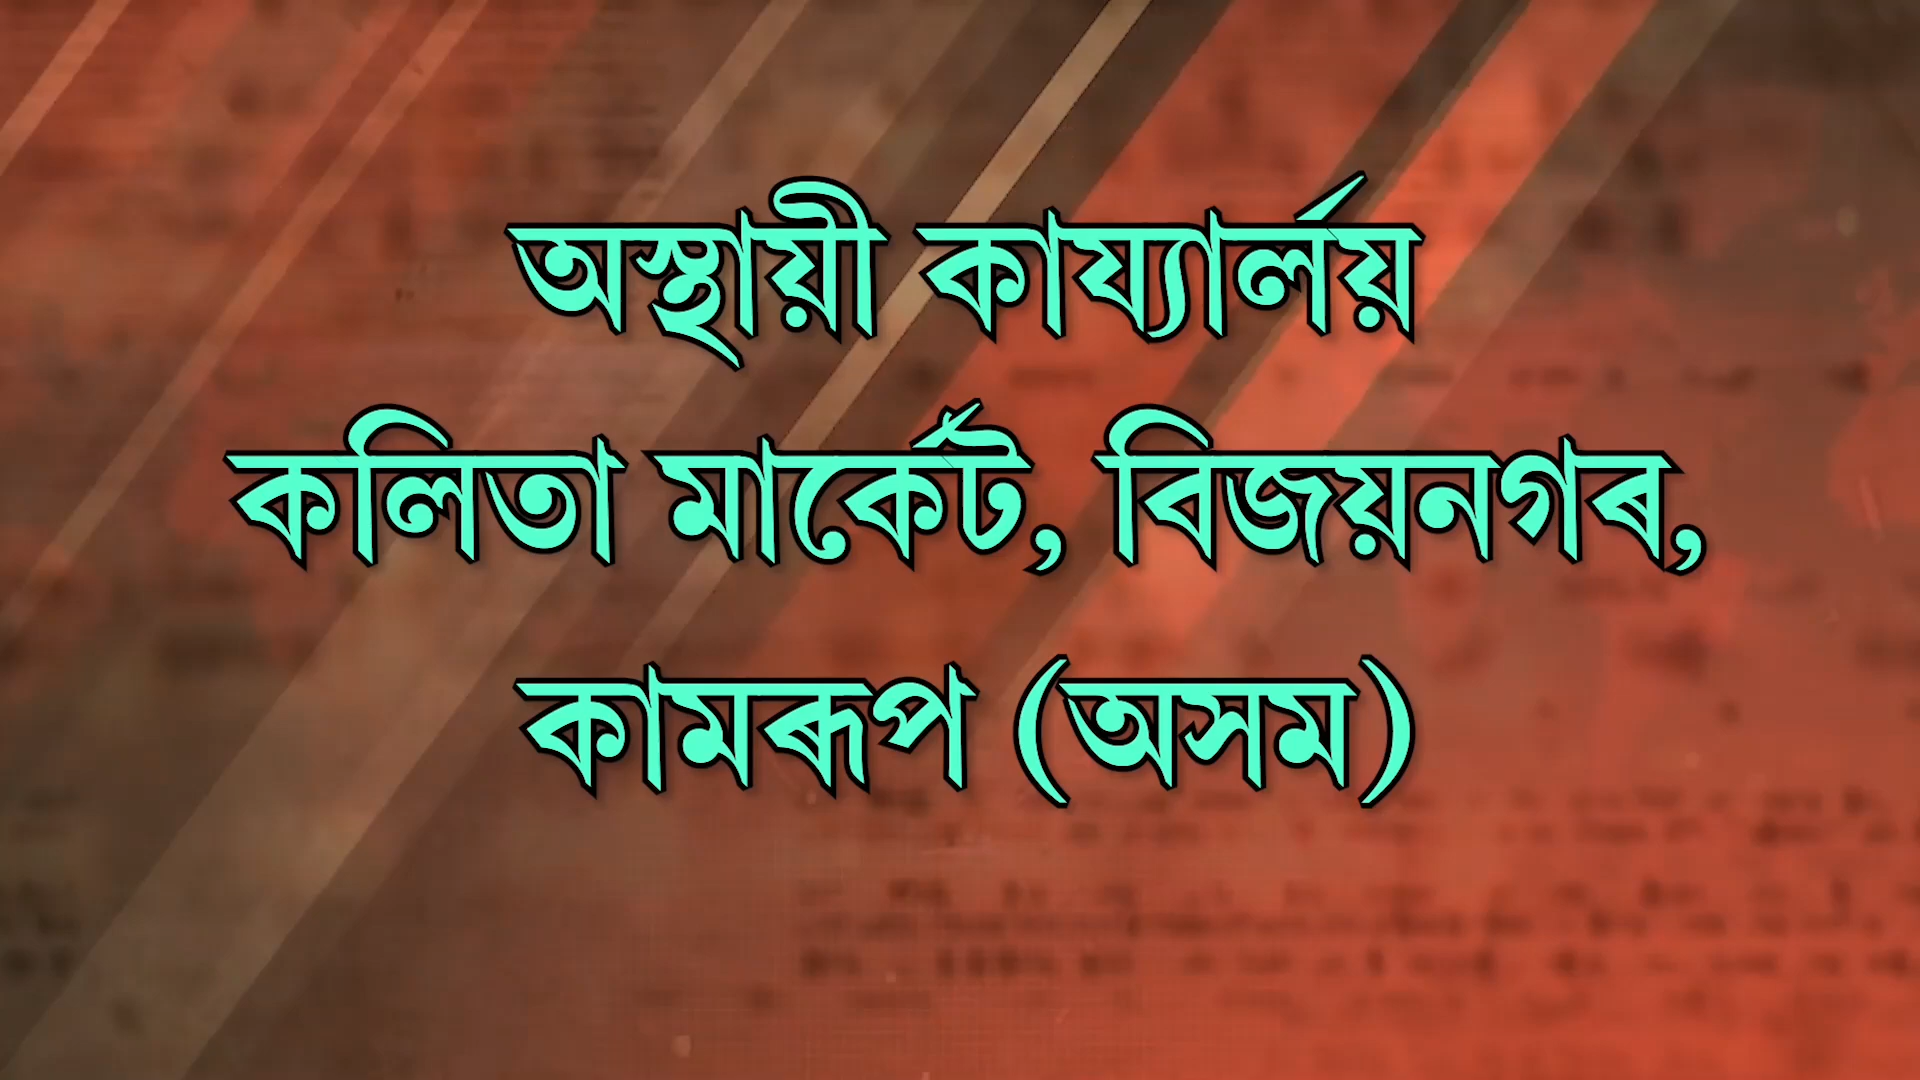 অস্থায়ী কায্যার্লয়
কলিতা মার্কেট, বিজয়নগৰ,
কামৰূপ (অসম)